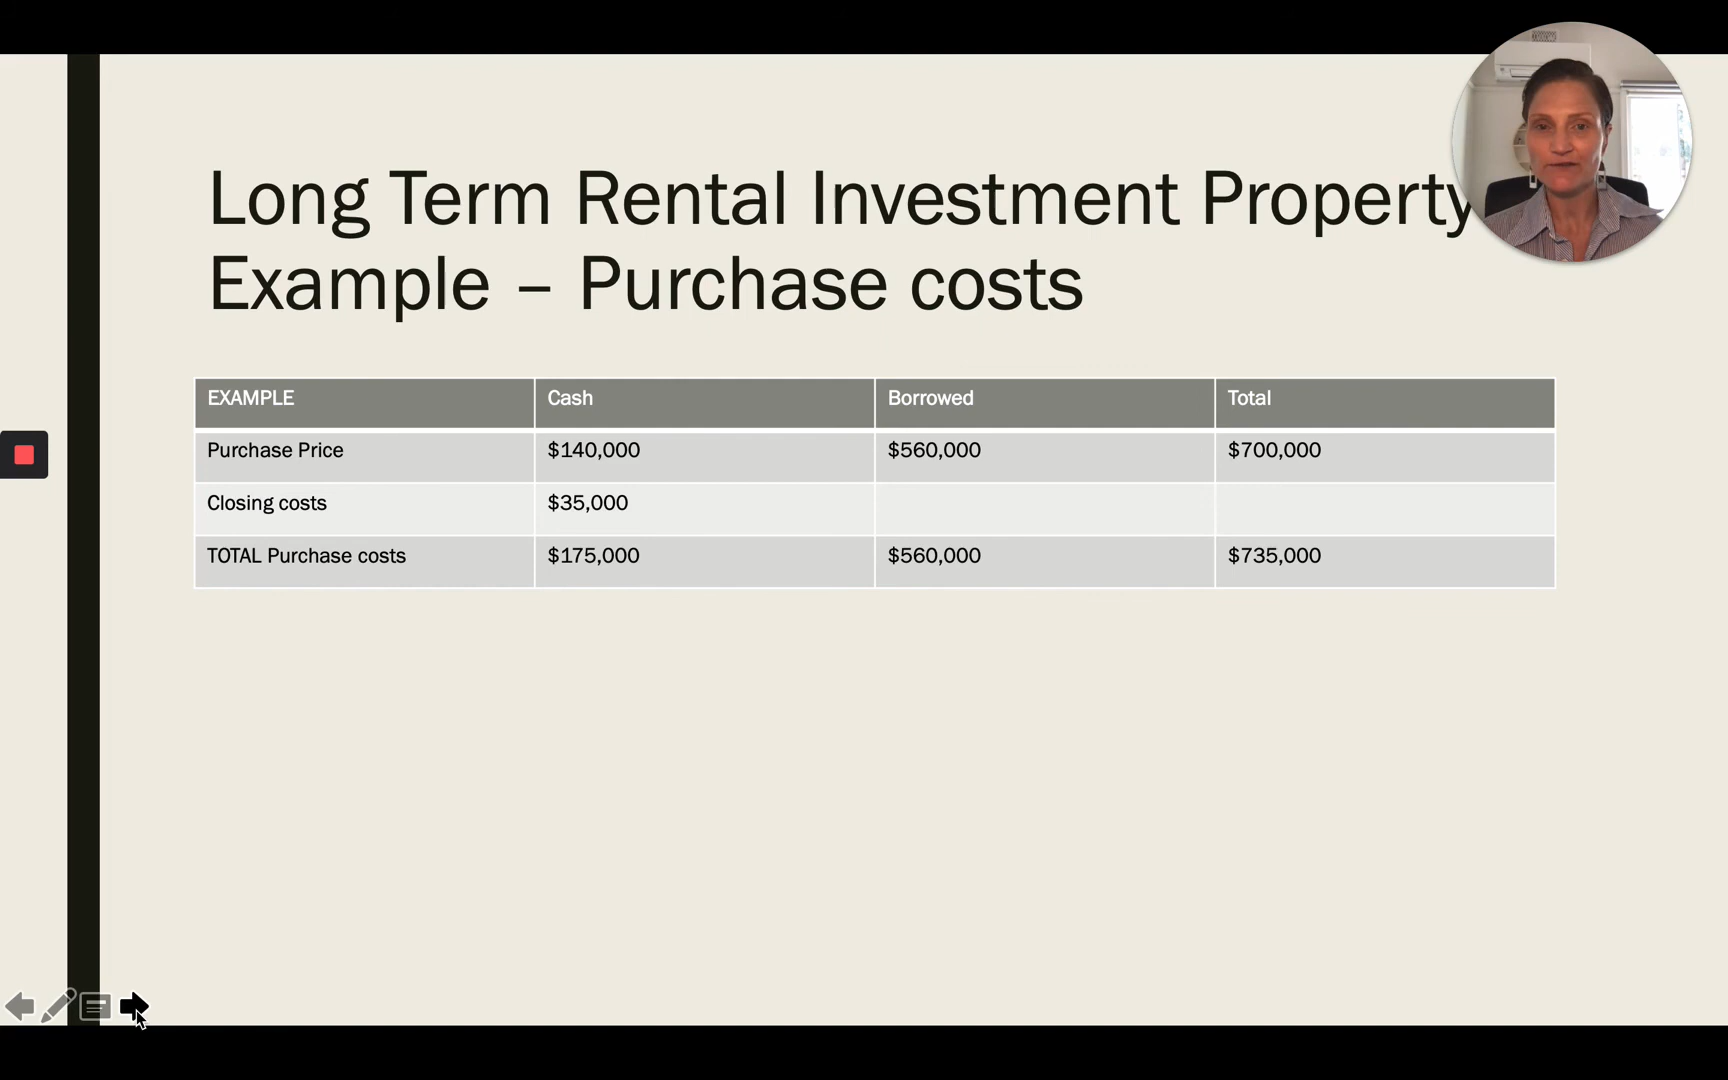 Long Term Rental Investment Property
Example – Purchase costs
EXAMPLE Cash Borrowed Total
Purchase Price $140,000 $560,000 $700,000
Closing costs $35,000
TOTAL Purchase costs $175,000 $560,000 $735,000